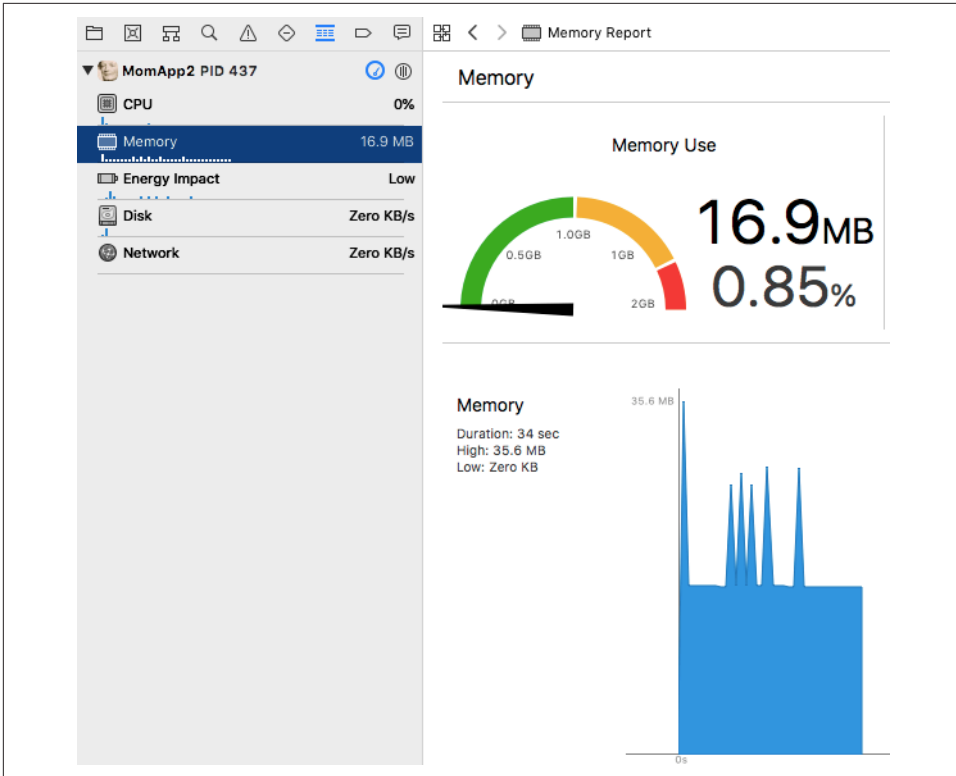 Memory Report
MomApp2 PID 437
CPU 0%
Memory 16.9 MB
Energy Impact Low
Disk Zero KB/s
Network Zero KB/s
Memory
Memory Use
1.0GB
0.5GB 1GB
0GB 2GB
16.9MB
0.85%
Memory
Duration: 34 sec
High: 35.6 MB
Low: Zero KB
35.6 MB
0s